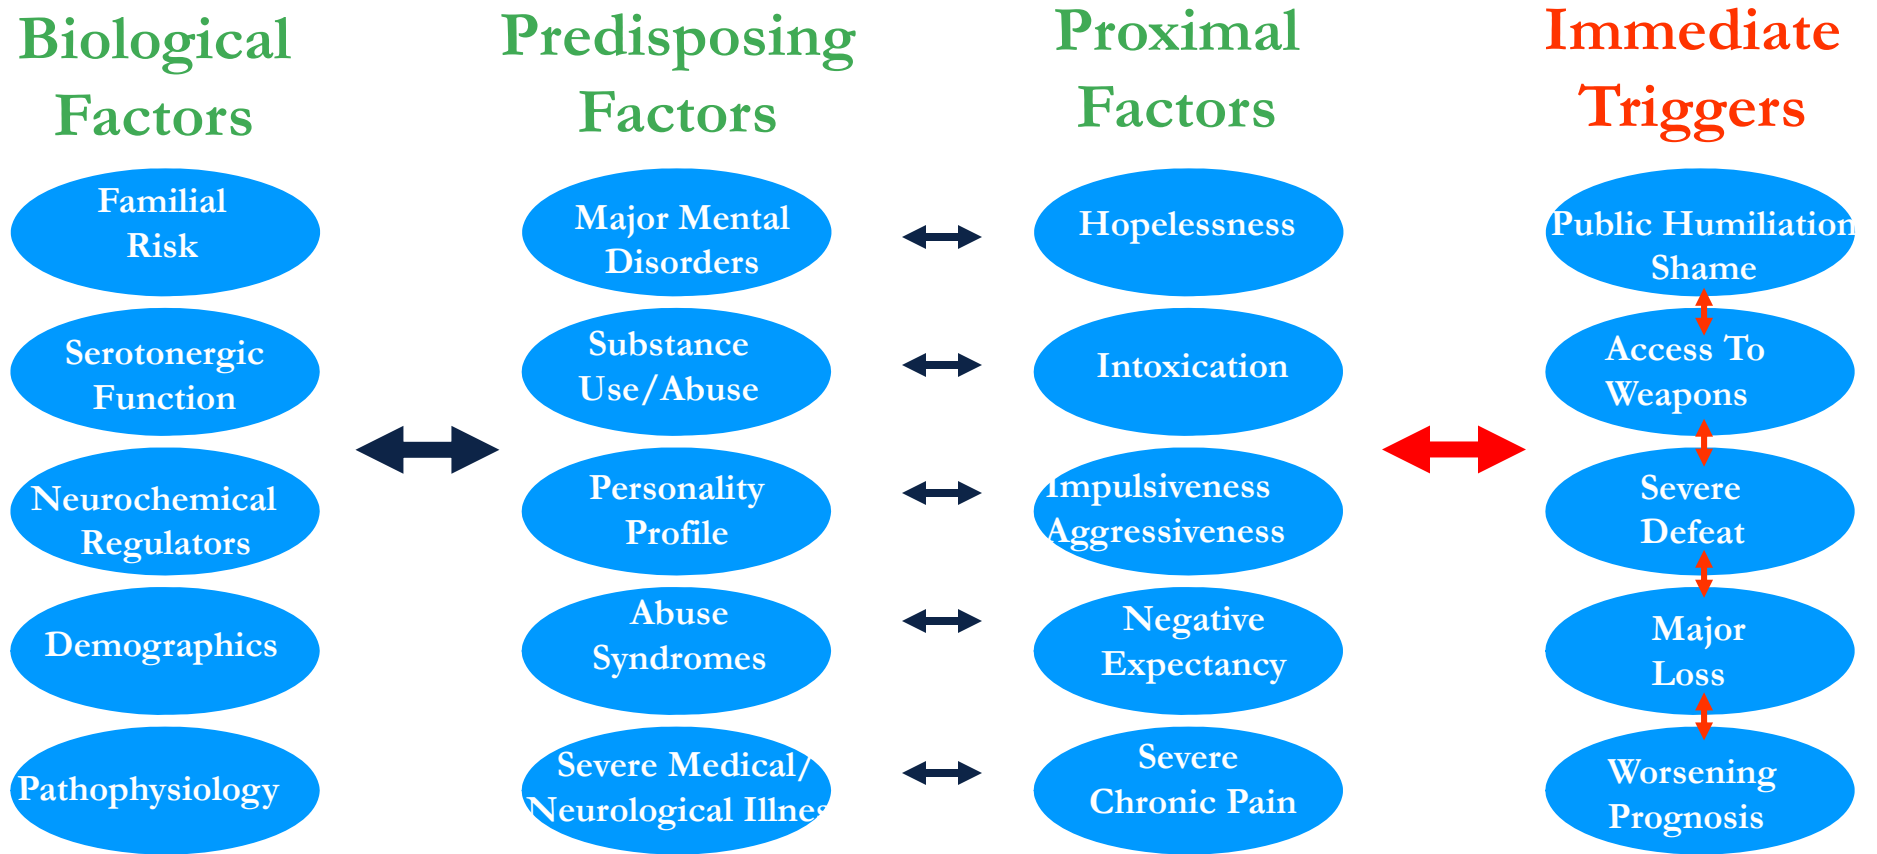 Biological
Factors
Predisposing
Factors
Proximal
Factors
Immediate
Triggers
Familial
Risk
Serotonergic
Function
Neurochemical
Regulators
Demographics
Pathophysiology
Major Mental
Disorders
Substance
Use/Abuse
Personality
Profile
Abuse
Syndromes
Severe Medical/
Neurological Illnes
Hopelessness
Intoxication
Impulsiveness
Aggressiveness
Negative
Expectancy
Severe
Chronic Pain
Public Humiliation
Shame
Access To
Weapons
Severe
Defeat
Major
Loss
Worsening
Prognosis